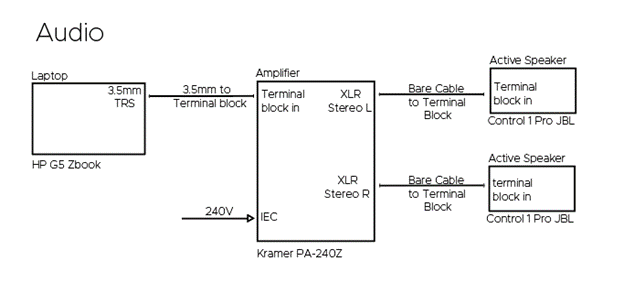 Audio
Laptop
3.5mm
TRS
HP G5 Zbook
3.5mm to
Terminal block
240V
Amplifier
Terminal
block in
XLR
Stereo L
XLR
Stereo R
IEC
Kramer PA-240Z
Bare Cable
to Terminal
Block
Active Speaker
Terminal
block in
Control 1 Pro JBL
Bare Cable
to Terminal
Block
Active Speaker
terminal
block in
Control 1 Pro JBL